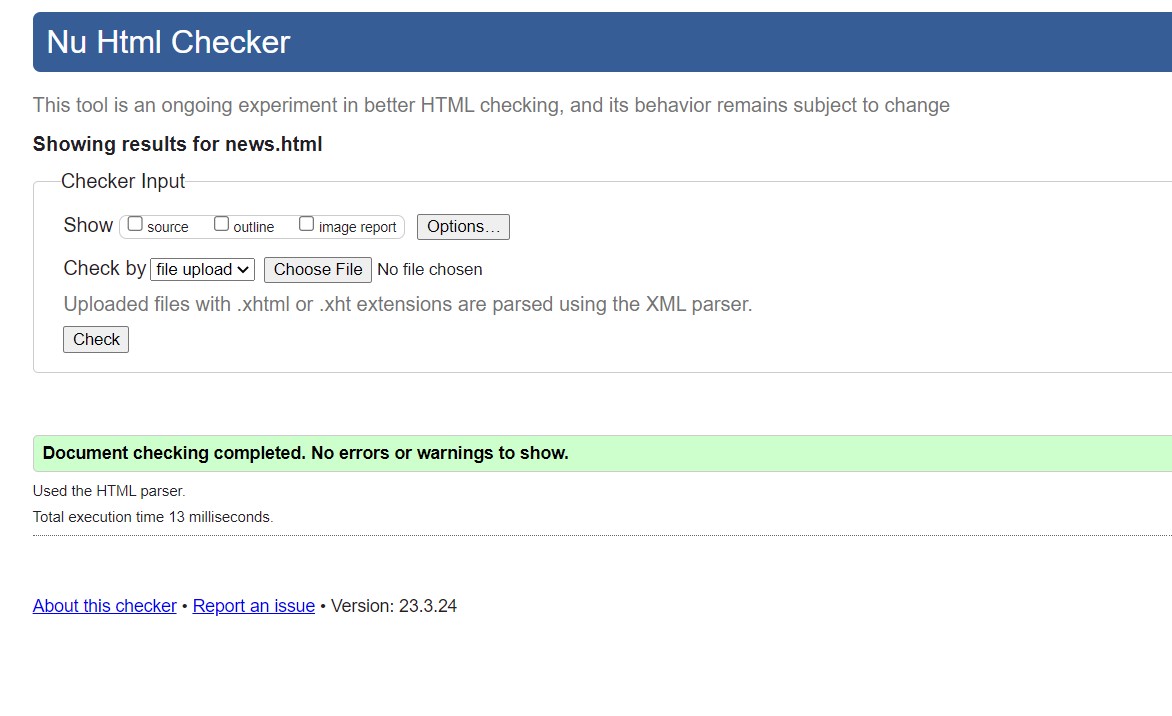 Nu Html Checker
This tool is an ongoing experiment in better HTML checking, and its behavior remains subject to change
Showing results for news.html
Checker Input
Show source outline image report Options...
Check by file upload Choose File No file chosen
Uploaded files with .xhtml or .xht extensions are parsed using the XML parser.
Check
Document checking completed. No errors or warnings to show.
Used the HTML parser.
Total execution time 13 milliseconds.
About this checker • Report an issue • Version: 23.3.24